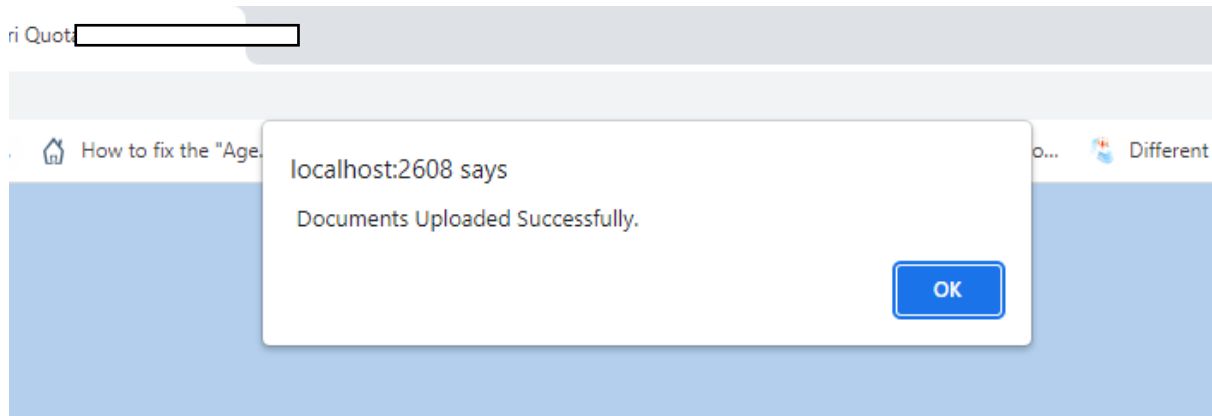 ri Quota
How to fix the "Age. o... Different
localhost:2608 says
Documents Uploaded Successfully.
OK